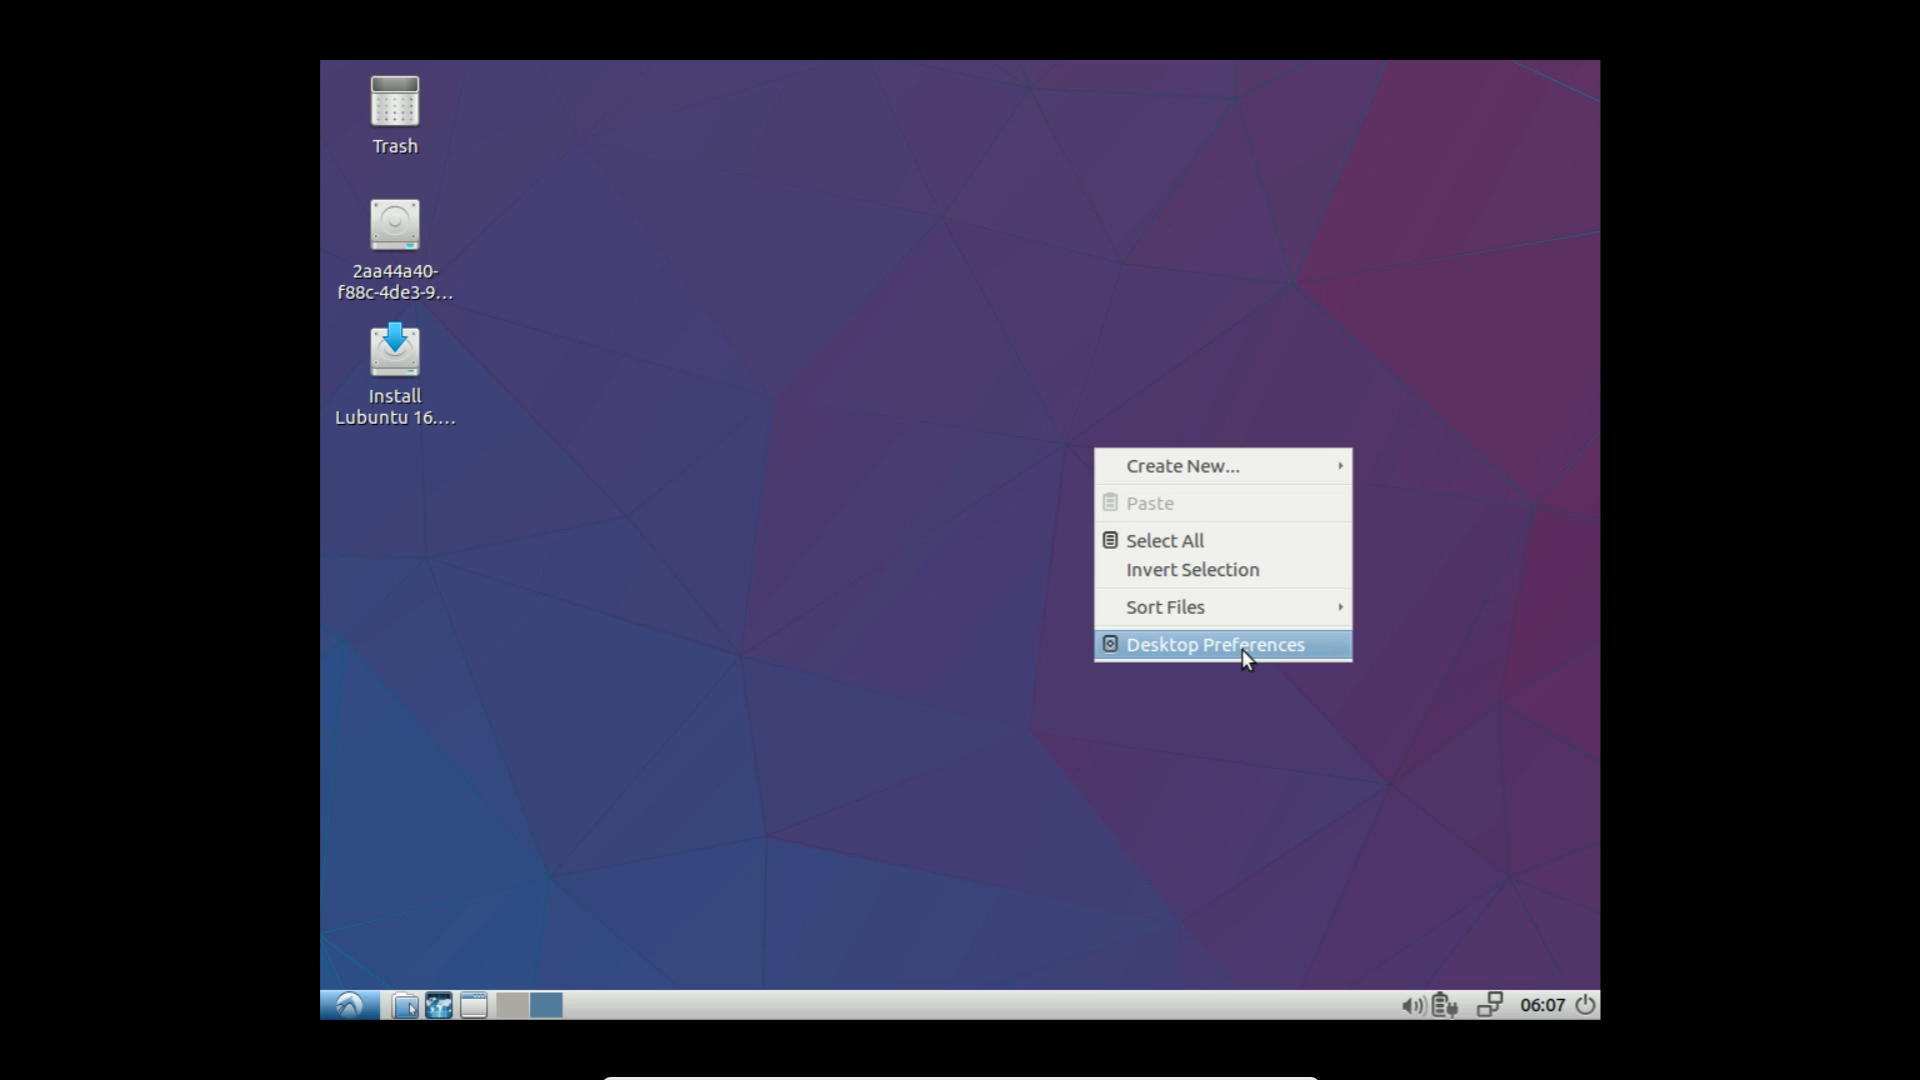 Trash
2aa44a40-
f88c-4de3-9...
Install
Lubuntu 16....
Create New...
Paste
Select All
Invert Selection
Sort Files
Desktop Preferences
06:07